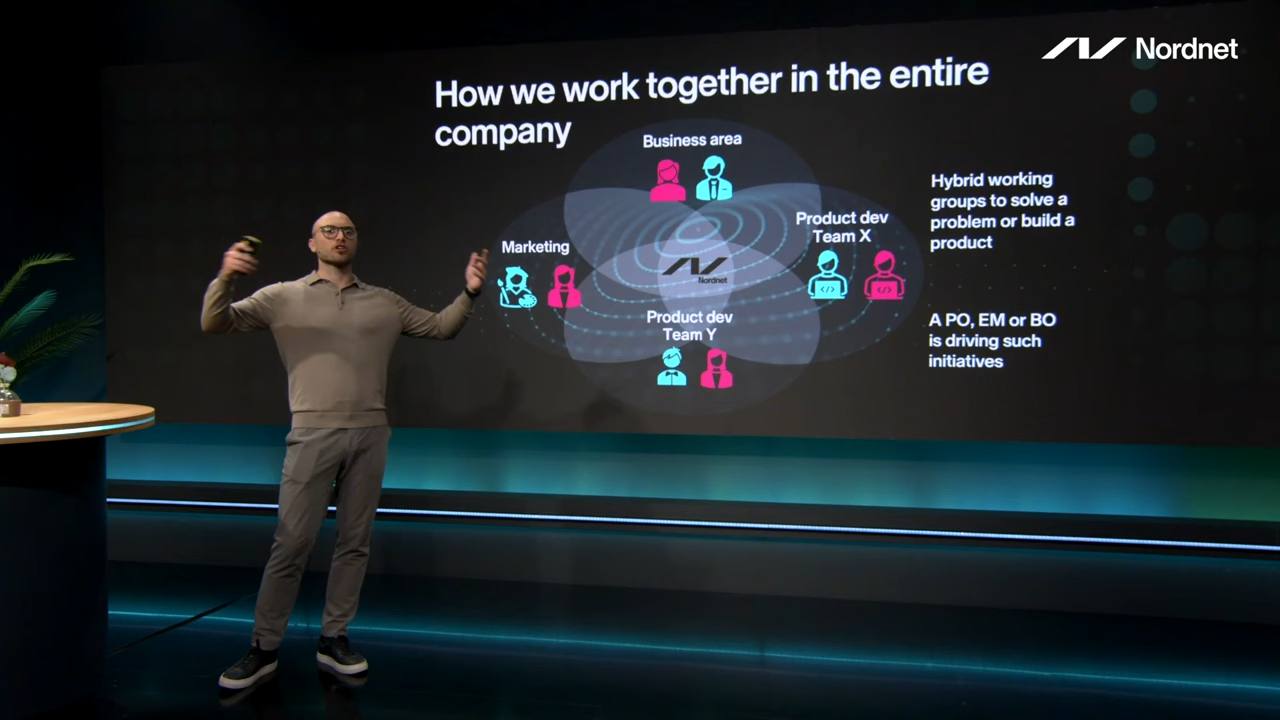 Nordnet
How we work together in the entire
company
Business area
Hybrid working
groups to solve a
problem or build a
product
Product dev
Team X
Marketing
</>
</>
Nordnet
Product dev
Team Y
A PO, EM or BO
is driving such
initiatives